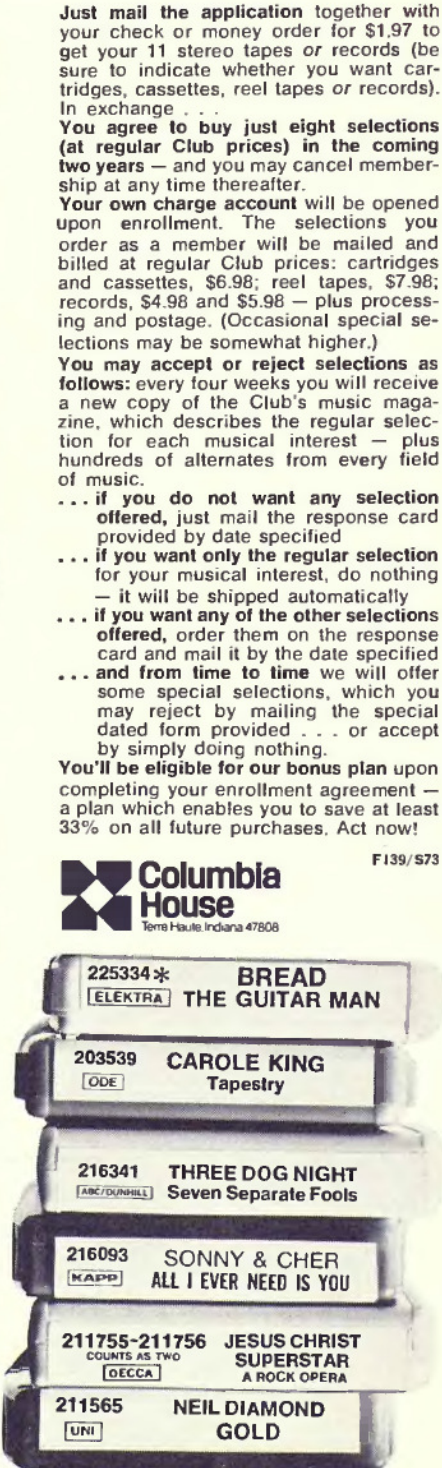 Just mail the application together with
your check or money order for $1.97 to
get your 11 stereo tapes or records (be
sure to indicate whether you want car-
tridges, cassettes, reel tapes or records).
In exchange . . .
You agree to buy just eight selections
(at regular Club prices) in the coming
two years — and you may cancel member-
ship at any time thereafter.
Your own charge account will be opened
upon enrollment. The selections you
order as a member will be mailed and
billed at regular Club prices: cartridges
and cassettes, $6.98; reel tapes, $7.98;
records, $4.98 and $5.98 — plus process-
ing and postage. (Occasional special se-
lections may be somewhat higher.)
You may accept or reject selections as
follows: every four weeks you will receive
a new copy of the Club's music maga-
zine, which describes the regular selec-
tion for each musical interest — plus
hundreds of alternates from every field
of music.
. . . if you do not want any selection
offered, just mail the response card
provided by date specified
. . . if you want only the regular selection
for your musical interest, do nothing
— it will be shipped automatically
. . . if you want any of the other selections
offered, order them on the response
card and mail it by the date specified
. . . and from time to time we will offer
some special selections, which you
may reject by mailing the special
dated form provided . . . or accept
by simply doing nothing.
You'll be eligible for our bonus plan upon
completing your enrollment agreement —
a plan which enables you to save at least
33% on all future purchases. Act now!
F139/S73
Columbia
House
Terre Haute, Indiana 47808
225334* BREAD
ELEKTRA THE GUITAR MAN
203539 CAROLE KING
ODE Tapestry
216341 THREE DOG NIGHT
ABC/DUNHILL Seven Separate Fools
216093 SONNY & CHER
KAPP ALL I EVER NEED IS YOU
211755-211756 JESUS CHRIST
COUNTS AS TWO SUPERSTAR
DECCA A ROCK OPERA
211565 NEIL DIAMOND
UNI GOLD